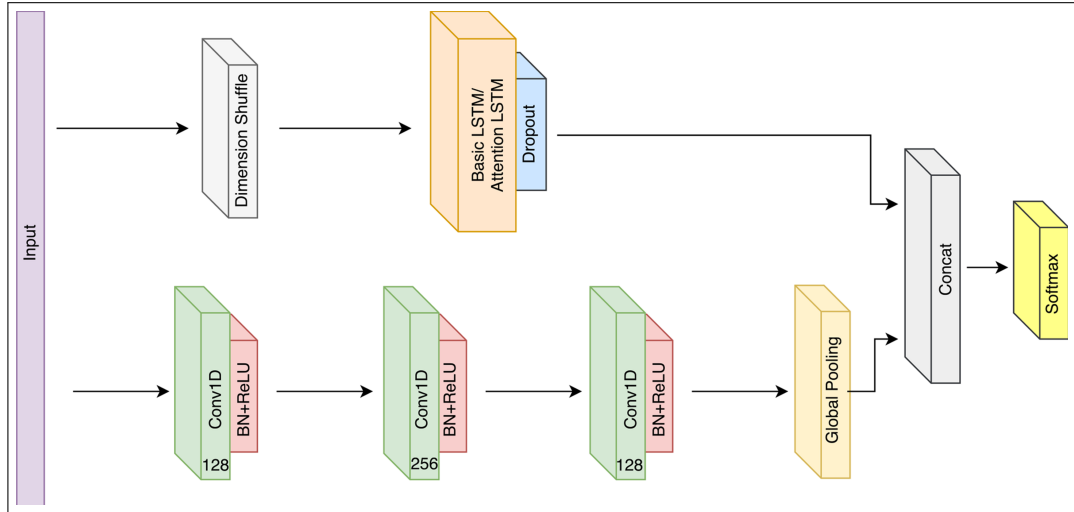 Input
Dimension Shuffle
Basic LSTM/
Attention LSTM
Dropout
Conv1D
128
BN+ReLU
Conv1D
256
BN+ReLU
Conv1D
128
BN+ReLU
Global Pooling
Concat
Softmax